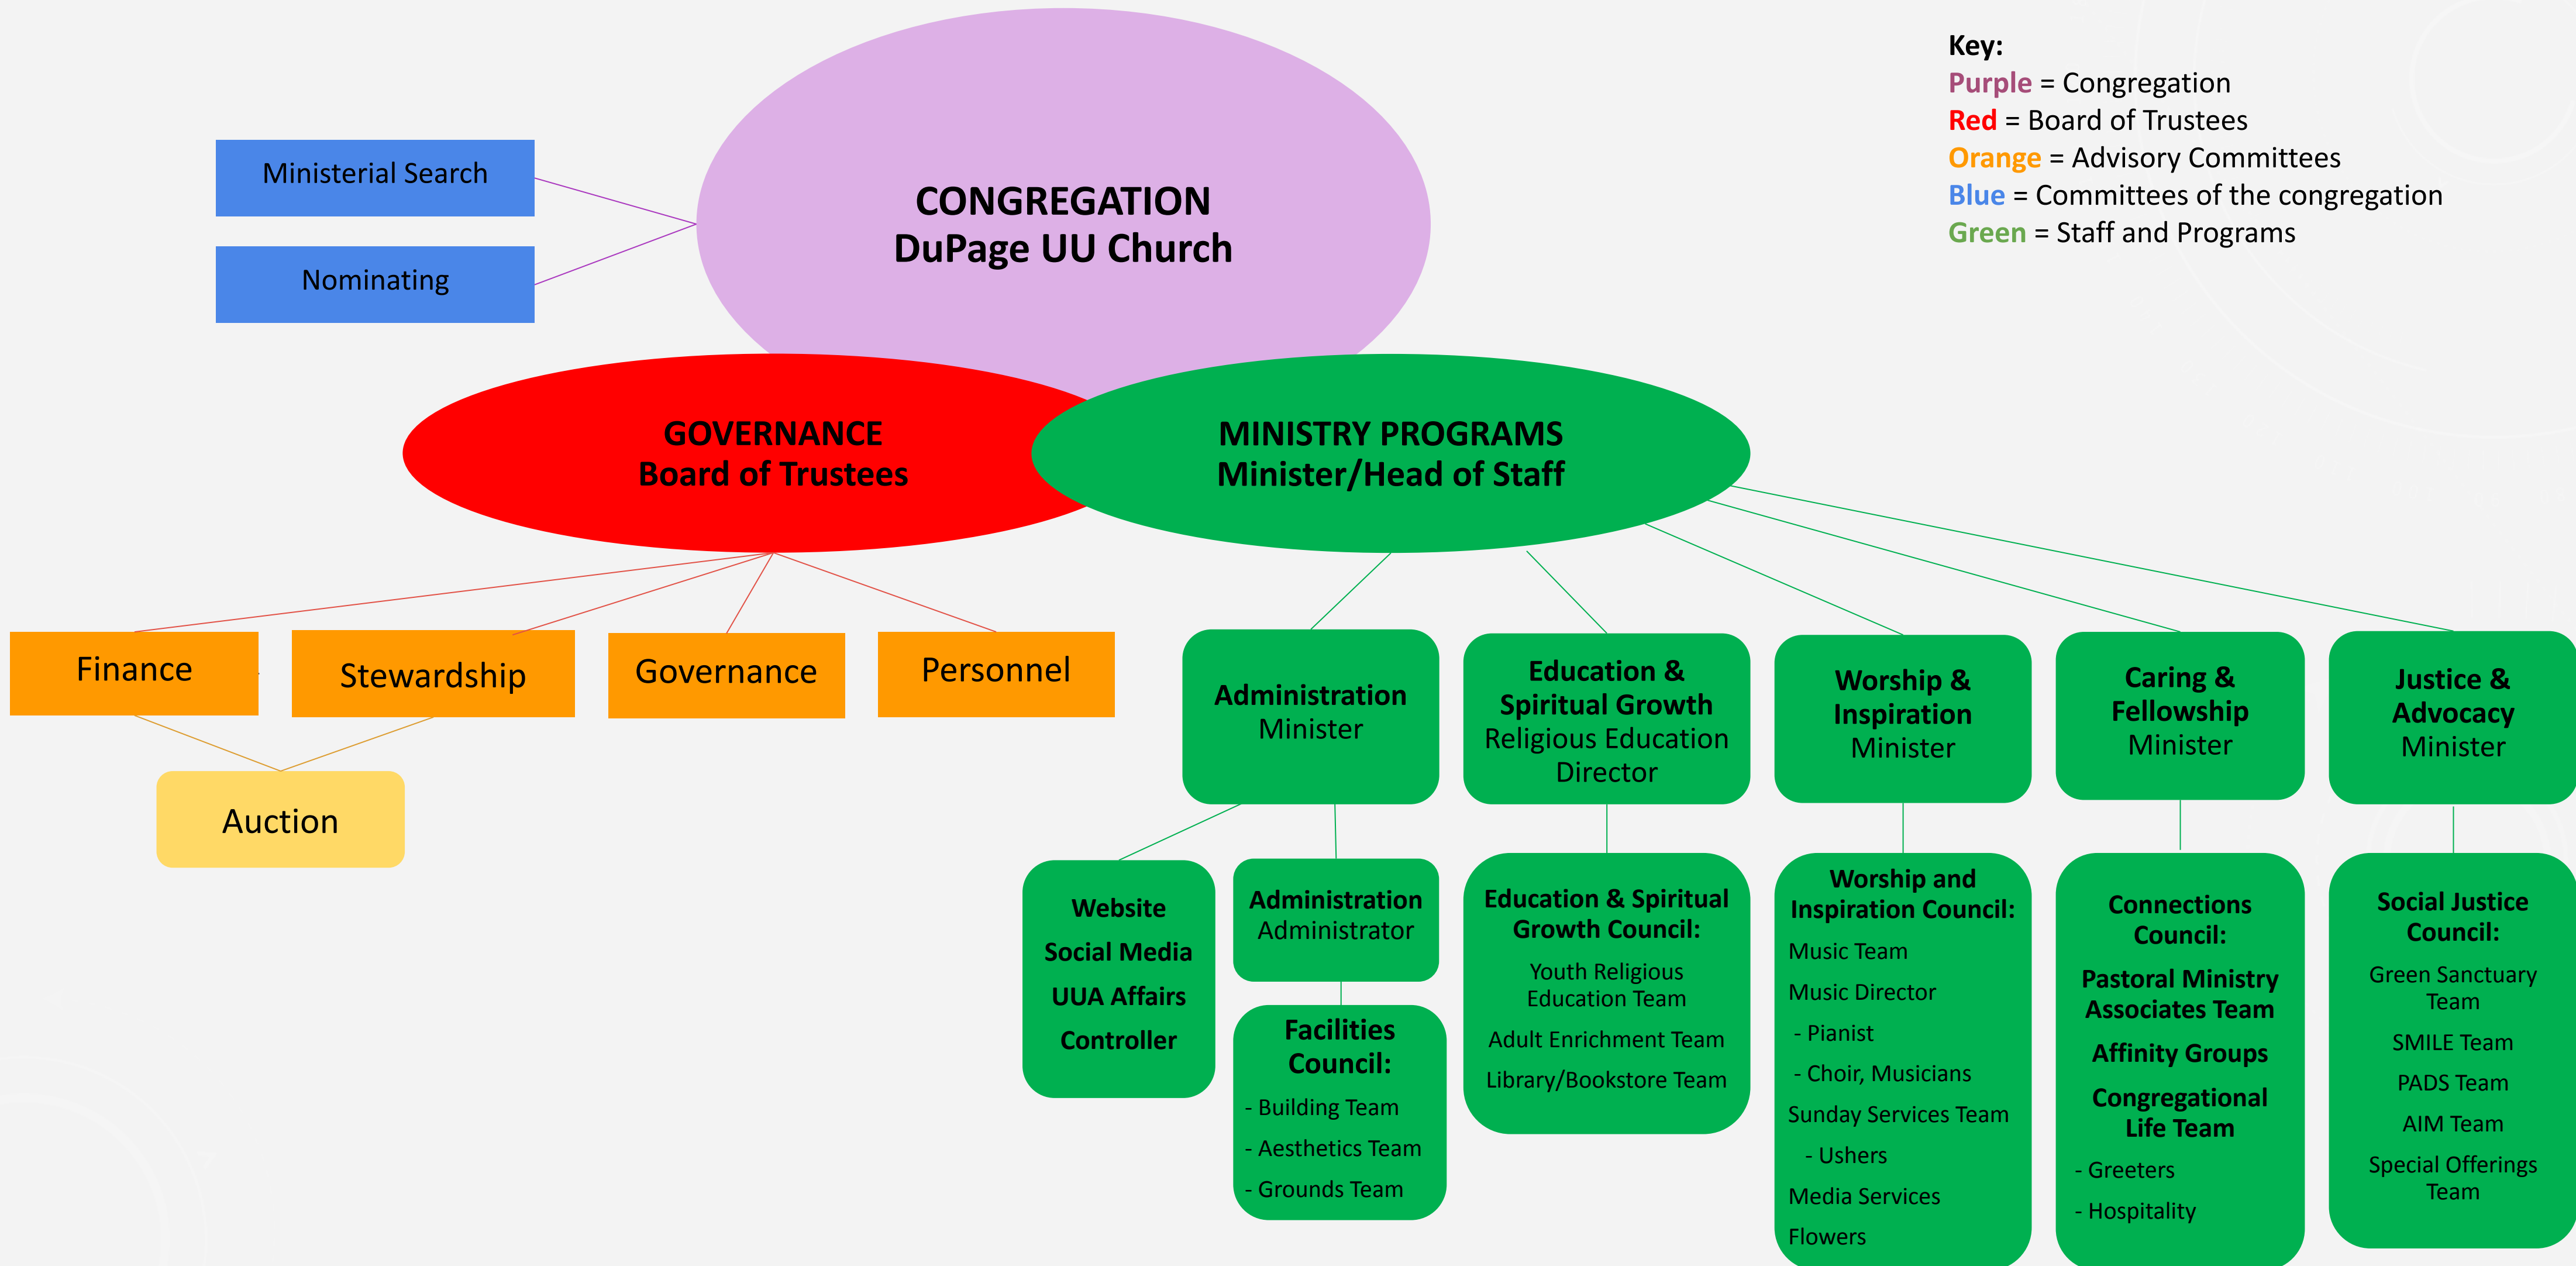 Key:
Purple = Congregation
Red = Board of Trustees
Orange = Advisory Committees
Blue = Committees of the congregation
Green = Staff and Programs
Ministerial Search
Nominating
CONGREGATION
DuPage UU Church
GOVERNANCE
Board of Trustees
MINISTRY PROGRAMS
Minister/Head of Staff
Finance
Stewardship
Governance
Personnel
Auction
Administration
Minister
Education &
Spiritual Growth
Religious Education
Director
Worship &
Inspiration
Minister
Caring &
Fellowship
Minister
Justice &
Advocacy
Minister
Website
Social Media
UUA Affairs
Controller
Administration
Administrator
Facilities
Council:
- Building Team
- Aesthetics Team
- Grounds Team
Education & Spiritual
Growth Council:
Youth Religious
Education Team
Adult Enrichment Team
Library/Bookstore Team
Worship and
Inspiration Council:
Music Team
Music Director
- Pianist
- Choir, Musicians
Sunday Services Team
- Ushers
Media Services
Flowers
Connections
Council:
Pastoral Ministry
Associates Team
Affinity Groups
Congregational
Life Team
- Greeters
- Hospitality
Social Justice
Council:
Green Sanctuary
Team
SMILE Team
PADS Team
AIM Team
Special Offerings
Team